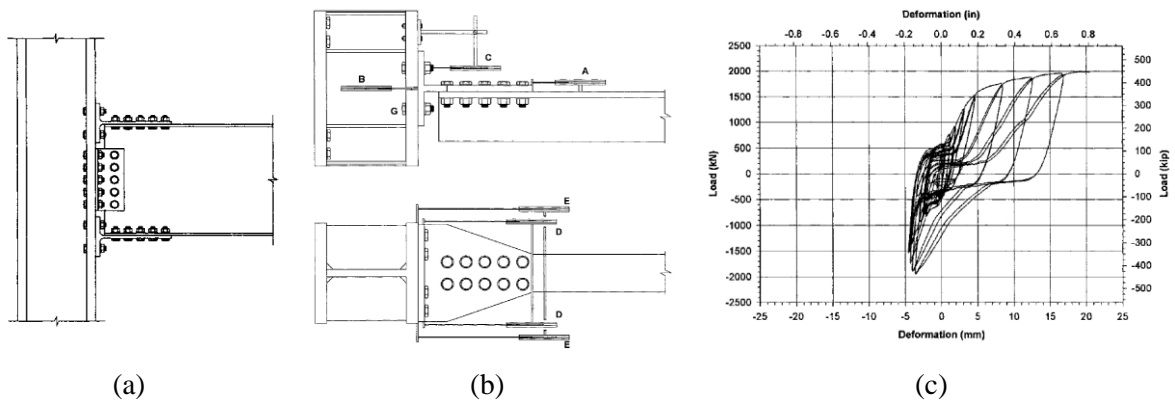 B
C
A
G
E
D
D
E
Deformation (in)
-0.8 -0.6 -0.4 -0.2 0.0 0.2 0.4 0.6 0.8
2500
2000
1500
1000
500
0
-500
-1000
-1500
-2000
-2500
Load (kN)
500
400
300
200
100
0
-100
-200
-300
-400
-500
Load (kip)
-25 -20 -15 -10 -5 0 5 10 15 20 25
Deformation (mm)
(a) (b) (c)